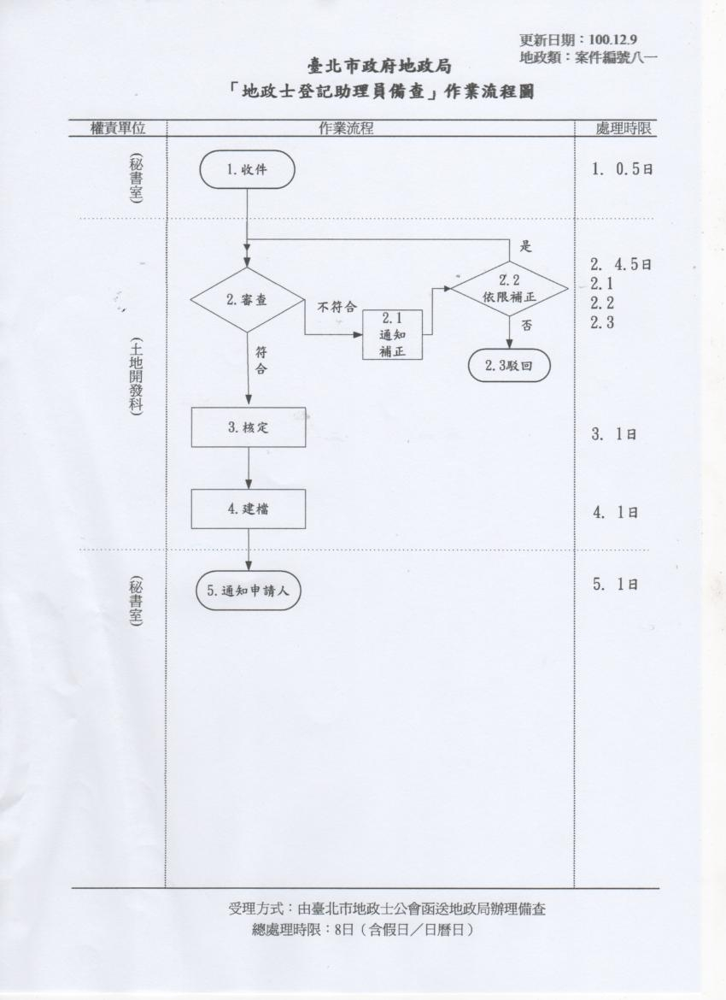 更新日期：100.12.9
地政類：案件編號八一
臺北市政府地政局
「地政士登記助理員備查」作業流程圖
權責單位 作業流程 處理時限
(秘書室)
1.收件
1. 0.5日
(土地開發科)
2.審查
不符合
符合
2.1
通知
補正
2.2
依限補正
是
否
2.3駁回
2. 4.5日
2.1
2.2
2.3
3.核定
3. 1日
4.建檔
4. 1日
(秘書室)
5.通知申請人
5. 1日
受理方式：由臺北市地政士公會函送地政局辦理備查
總處理時限：8日（含假日／日曆日）